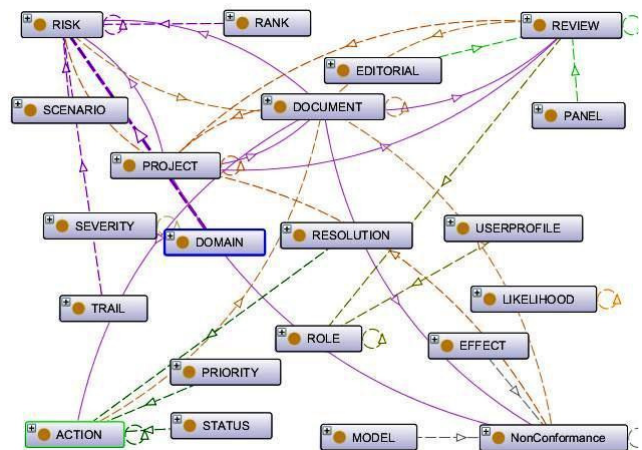 RISK
RANK
REVIEW
EDITORIAL
SCENARIO
DOCUMENT
PANEL
PROJECT
SEVERITY
DOMAIN
RESOLUTION
USERPROFILE
TRAIL
LIKELIHOOD
ROLE
EFFECT
PRIORITY
ACTION
STATUS
MODEL
NonConformance